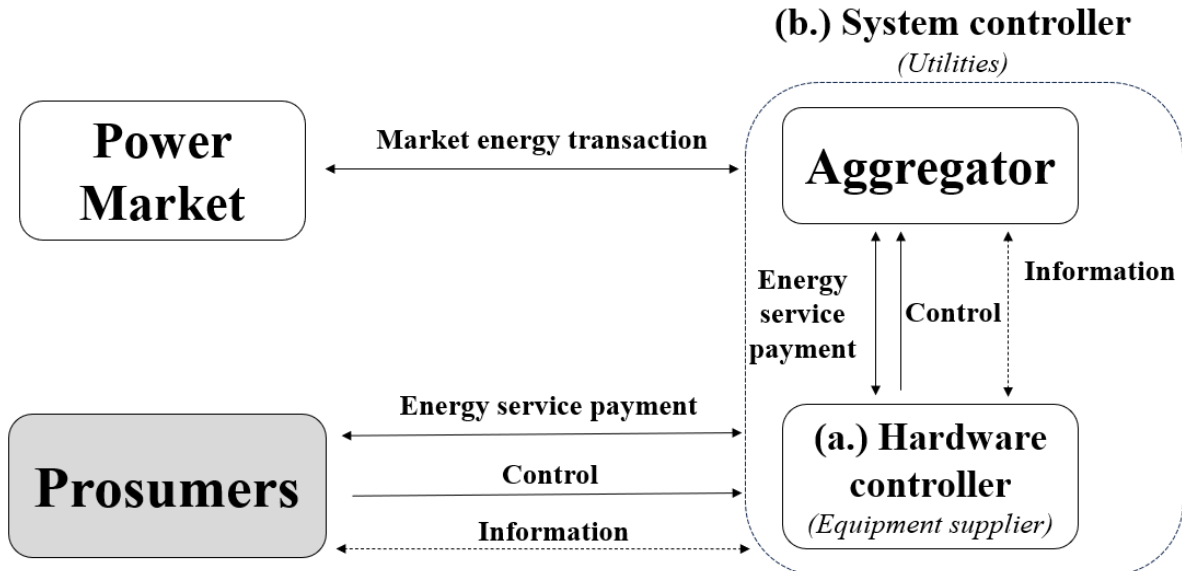 (b.) System controller
(Utilities)
Power
Market
Market energy transaction
Aggregator
Energy
service
payment
Control
Information
Prosumers
Energy service payment
Control
Information
(a.) Hardware
controller
(Equipment supplier)